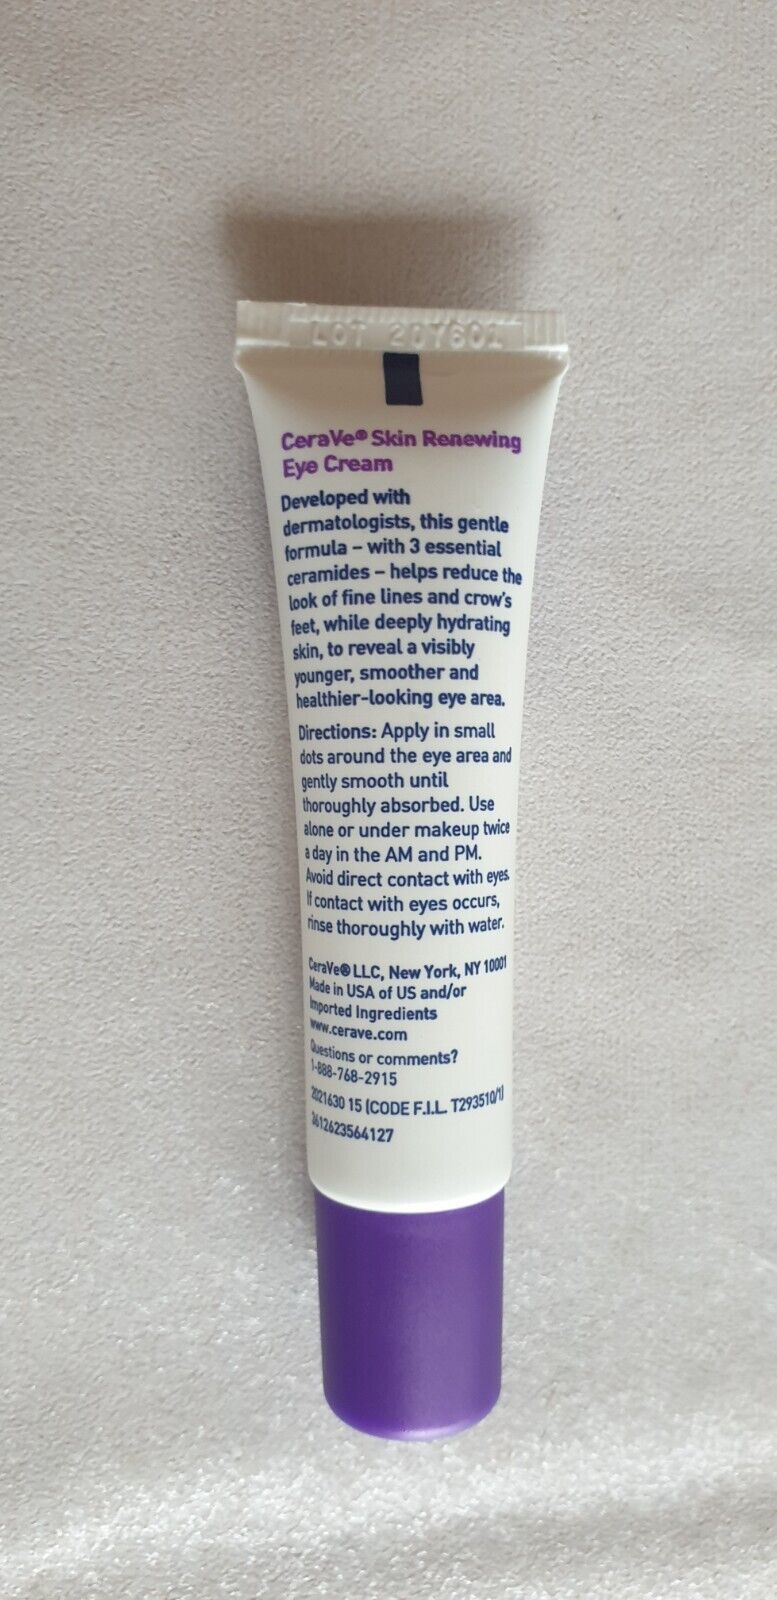 LOT 20Y601
CeraVe® Skin Renewing
Eye Cream
Developed with
dermatologists, this gentle
formula – with 3 essential
ceramides – helps reduce the
look of fine lines and crow's
feet, while deeply hydrating
skin, to reveal a visibly
younger, smoother and
healthier-looking eye area.
Directions: Apply in small
dots around the eye area and
gently smooth until
thoroughly absorbed. Use
alone or under makeup twice
a day in the AM and PM.
Avoid direct contact with eyes.
If contact with eyes occurs,
rinse thoroughly with water.
CeraVe® LLC, New York, NY 10001
Made in USA of US and/or
Imported Ingredients
www.cerave.com
Questions or comments?
1-888-768-2915
2021630 15 (CODE F.I.L. T293510/1)
3612623564127